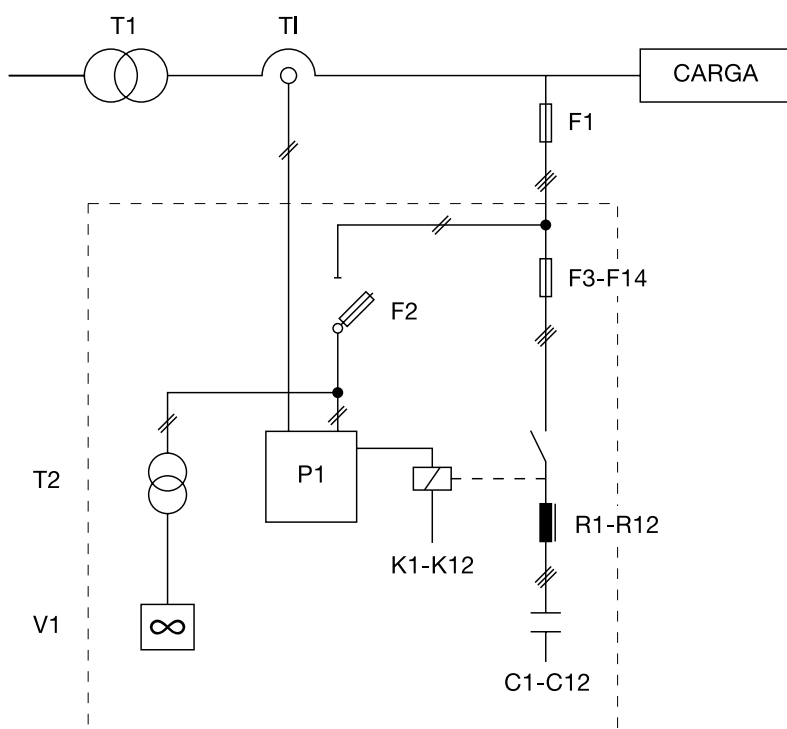 T1
TI
CARGA
F1
F3-F14
F2
P1
T2
R1-R12
K1-K12
V1
C1-C12